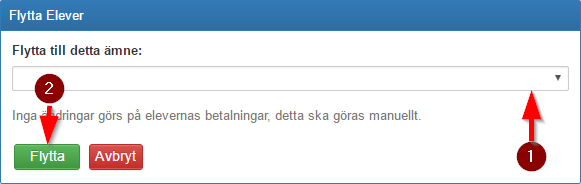 Flytta Elever
Flytta till detta ämne:
2
Inga ändringar görs på elevernas betalningar, detta ska göras manuellt.
Flytta Avbryt
1